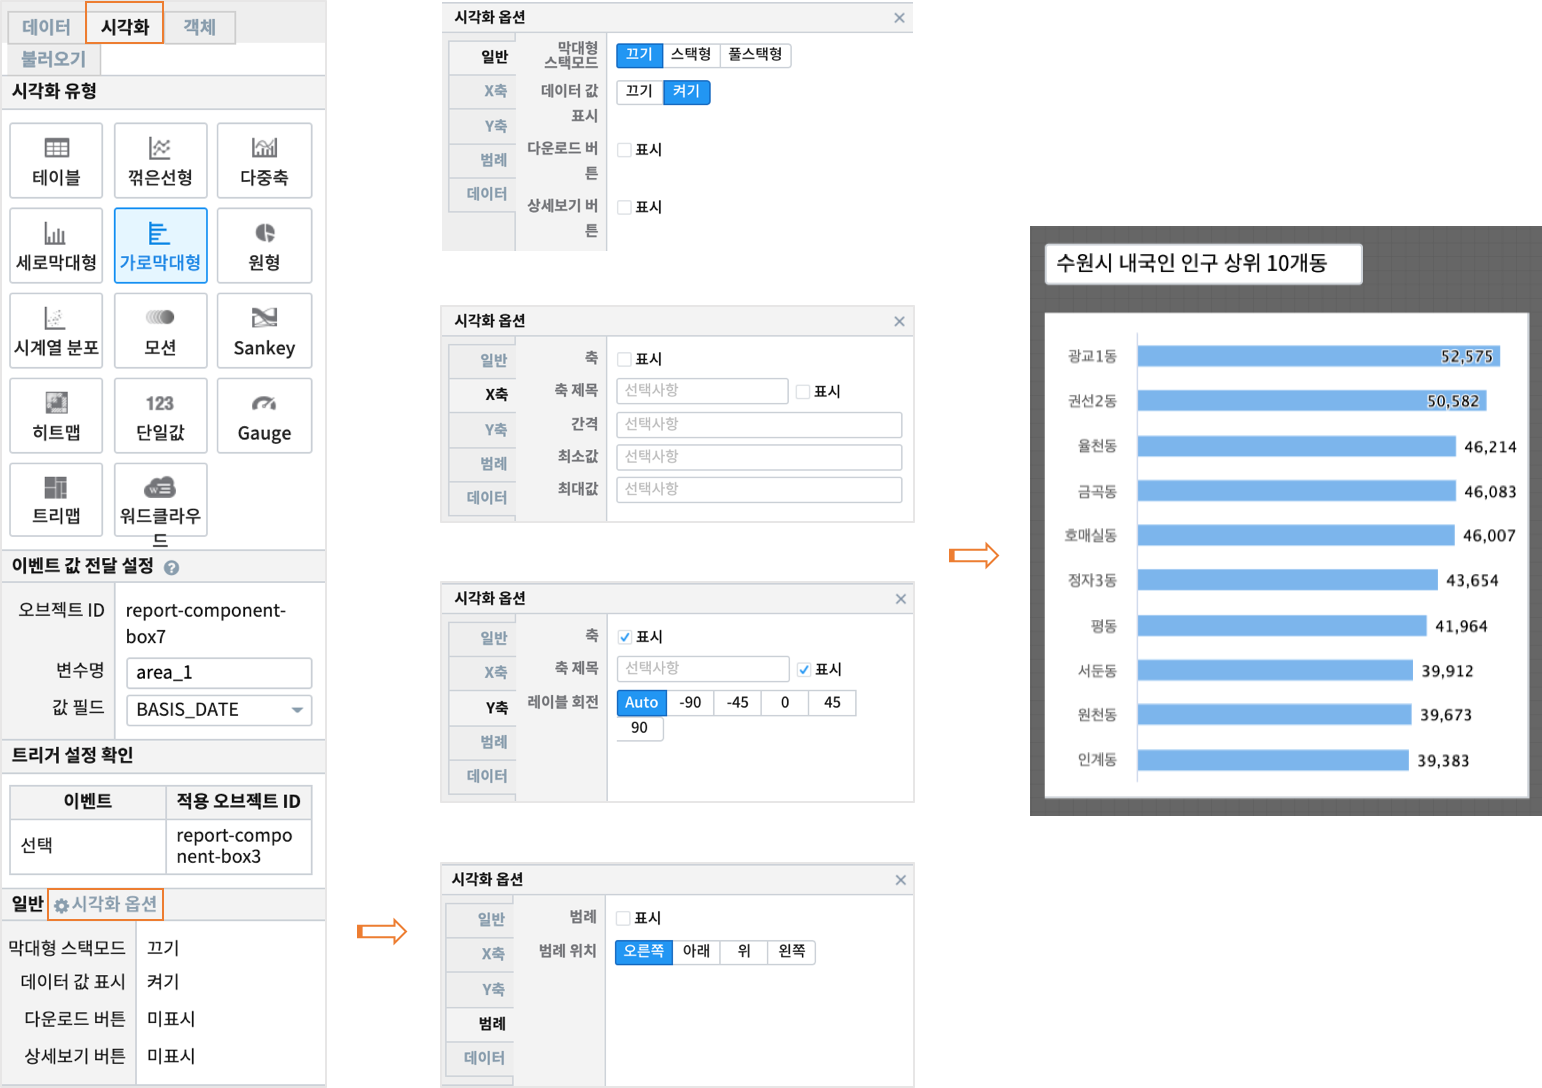 데이터
시각화
객체
불러오기
시각화 유형
테이블
꺾은선형
다중축
세로막대형
가로막대형
원형
시계열 분포
모션
Sankey
히트맵
123
단일값
Gauge
트리맵
W
워드클라우
드
이벤트 값 전달 설정 ?
오브젝트 ID
report-component-
box7
변수명
area_1
값 필드
BASIS_DATE
트리거 설정 확인
이벤트
적용 오브젝트 ID
선택
report-compo
nent-box3
일반
시각화 옵션
막대형 스택모드
끄기
데이터 값 표시
켜기
다운로드 버튼
미표시
상세보기 버튼
미표시
시각화 옵션
일반
X축
Y축
범례
데이터
막대형
스택모드
끄기
스택형
풀스택형
데이터 값
표시
끄기
켜기
다운로드 버
튼
표시
상세보기 버
튼
표시
시각화 옵션
일반
X축
Y축
범례
데이터
축
표시
축 제목
선택사항
표시
간격
선택사항
최소값
선택사항
최대값
선택사항
시각화 옵션
일반
X축
Y축
범례
데이터
축
표시
축 제목
선택사항
표시
레이블 회전
Auto
-90
-45
0
45
90
시각화 옵션
일반
X축
Y축
범례
데이터
범례
표시
범례 위치
오른쪽
아래
위
왼쪽
수원시 내국인 인구 상위 10개동
광교1동
52,575
권선2동
50,582
율천동
46,214
금곡동
46,083
호매실동
46,007
정자3동
43,654
평동
41,964
서둔동
39,912
원천동
39,673
인계동
39,383